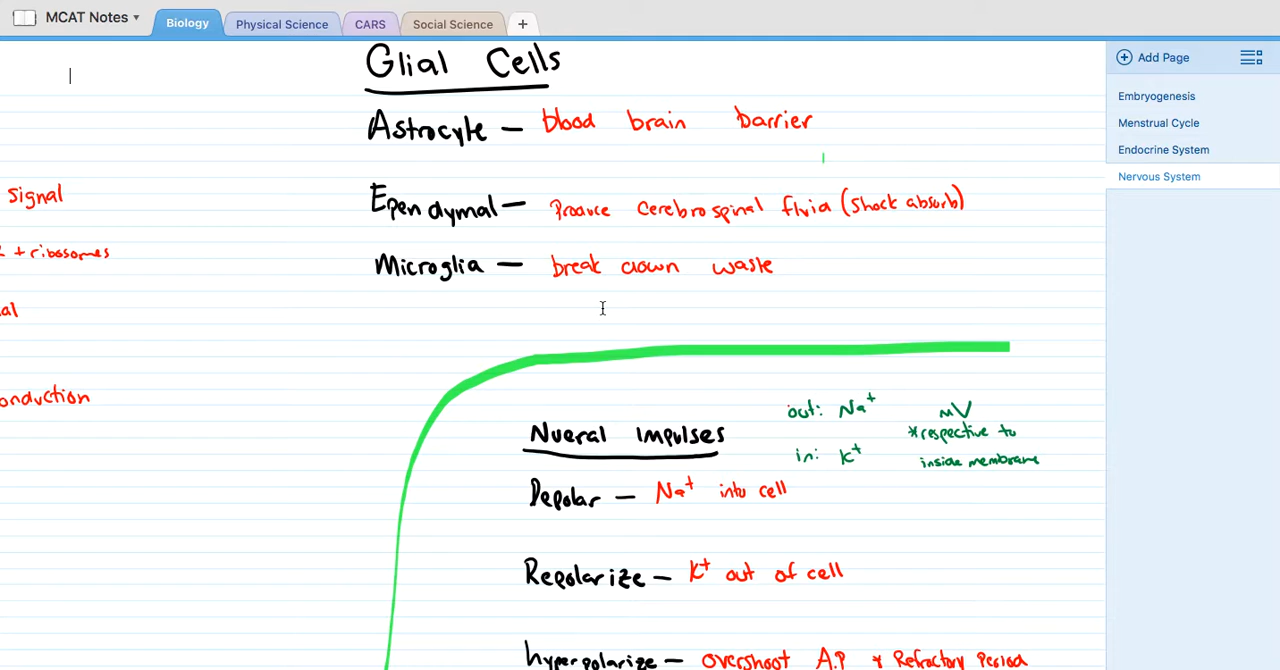 MCAT Notes
Biology
Physical Science
CARS
Social Science
+
Add Page
Embryogenesis
Menstrual Cycle
Endocrine System
Nervous System
Glial Cells
Astrocyte — blood brain barrier
Signal
Ependymal — Produce cerebrospinal fluid (shock absorb)
+ ribosomes
Microglia — break down waste
al
onduction
out: Na+
mV
*respective to
inside membrane
in: K+
Nueral Impulses
Depolar — Na+ into cell
Repolarize — K+ out of cell
hyperpolarize — overshoot A.P * Refractory Period